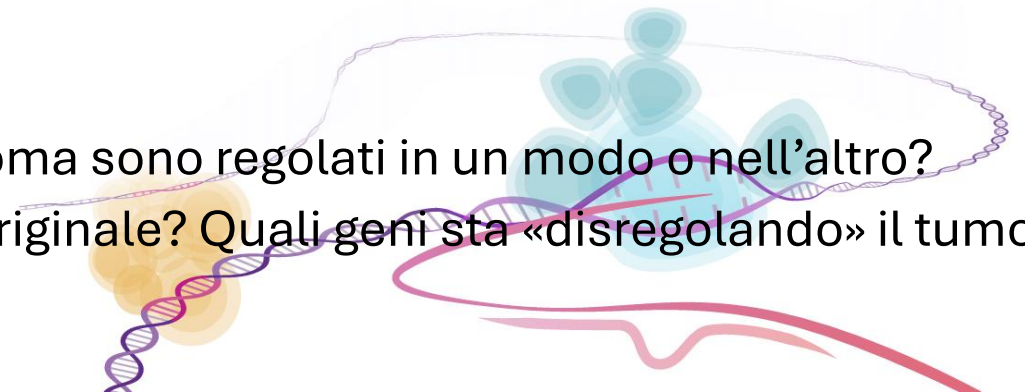 oma sono regolati in un modo o nell’altro?
riginale? Quali geni sta «disregolando» il tumo